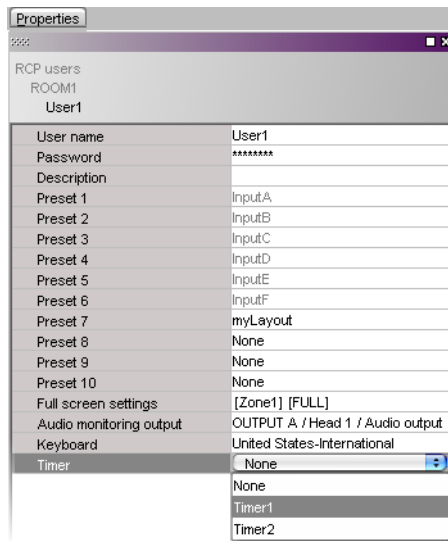 Properties
RCP users
ROOM1
User1
User name User1
Password ********
Description
Preset 1 InputA
Preset 2 InputB
Preset 3 InputC
Preset 4 InputD
Preset 5 InputE
Preset 6 InputF
Preset 7 myLayout
Preset 8 None
Preset 9 None
Preset 10 None
Full screen settings [Zone1] [FULL]
Audio monitoring output OUTPUT A / Head 1 / Audio output
Keyboard United States-International
Timer None
None
Timer1
Timer2